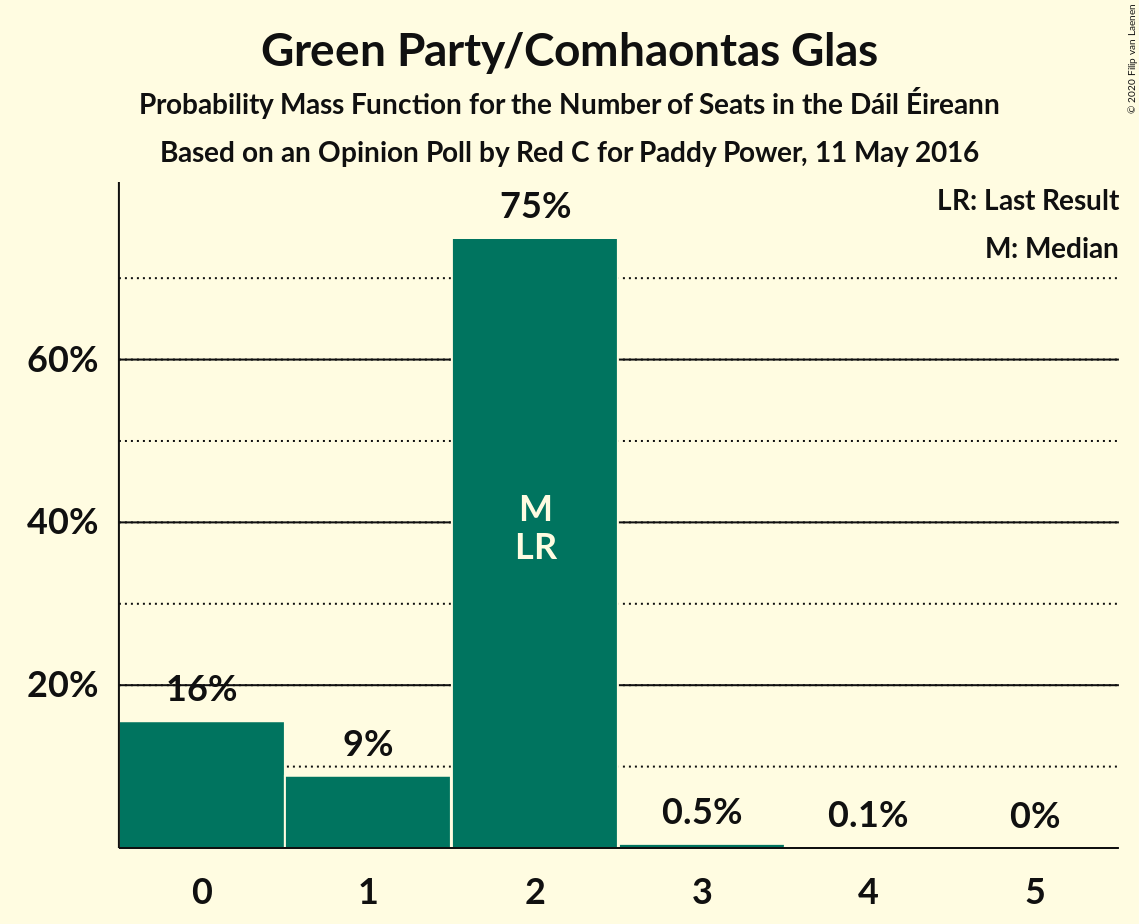 Green Party/Comhaontas Glas
Probability Mass Function for the Number of Seats in the Dáil Éireann
Based on an Opinion Poll by Red C for Paddy Power, 11 May 2016
© 2020 Filip van Laenen
LR: Last Result
M: Median
75%
60%
40%
20%
M
LR
16%
9%
0.5%
0.1%
0%
0 1 2 3 4 5